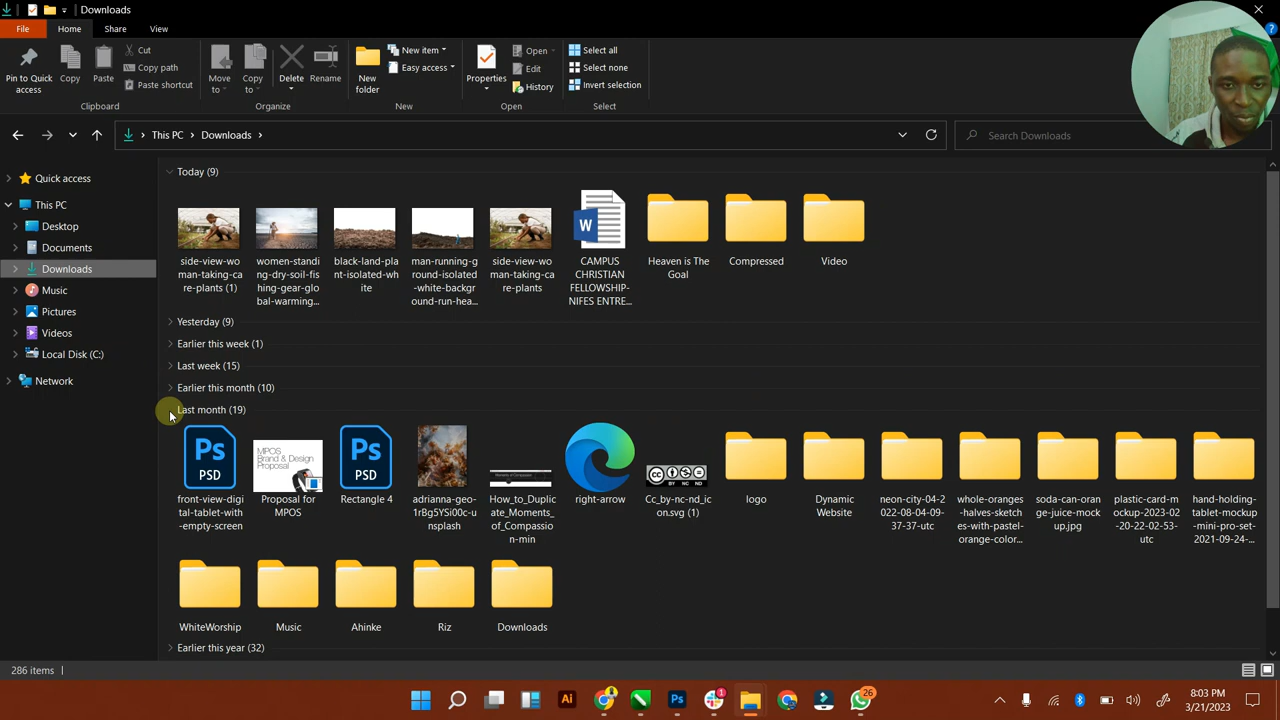 Downloads
File
Home
Share
View
Pin to Quick
access
Copy
Paste
Cut
Copy path
Paste shortcut
Clipboard
Move
to
Copy
to
Delete
Rename
Organize
New
folder
New item
Easy access
New
Properties
Open
Edit
History
Open
Select all
Select none
Invert selection
Select
This PC
Downloads
Search Downloads
Quick access
This PC
Desktop
Documents
Downloads
Music
Pictures
Videos
Local Disk (C:)
Network
Today (9)
side-view-wo
man-taking-ca
re-plants (1)
women-standi
ng-dry-soil-fis
hing-gear-glo
bal-warming...
black-land-pla
nt-isolated-wh
ite
man-running-g
round-isolated
-white-backgr
ound-run-hea...
side-view-wo
man-taking-ca
re-plants
W
CAMPUS
CHRISTIAN
FELLOWSHIP-
NIFES ENTRE...
Heaven is The
Goal
Compressed
Video
Yesterday (9)
Earlier this week (1)
Last week (15)
Earlier this month (10)
Last month (19)
Ps
PSD
front-view-digi
tal-tablet-with
-empty-screen
MPOS
Brand & Design
Proposal
Proposal for
MPOS
Ps
PSD
Rectangle 4
adrianna-geo-
1rBg5YSi00c-u
nsplash
How_to_Duplic
ate_Moments_
of_Compassio
n-min
right-arrow
BY NC ND
Cc_by-nc-nd_ic
on.svg (1)
logo
Dynamic
Website
neon-city-04-2
022-08-04-09-
37-37-utc
whole-oranges
-halves-sketch
es-with-pastel-
orange-color...
soda-can-oran
ge-juice-mock
up.jpg
plastic-card-m
ockup-2023-02
-20-22-02-53-
utc
hand-holding-
tablet-mockup
-mini-pro-set-
2021-09-24-...
WhiteWorship
Music
Ahinke
Riz
Downloads
Earlier this year (32)
286 items
Ai
Ps
1
26
8:03 PM
3/21/2023